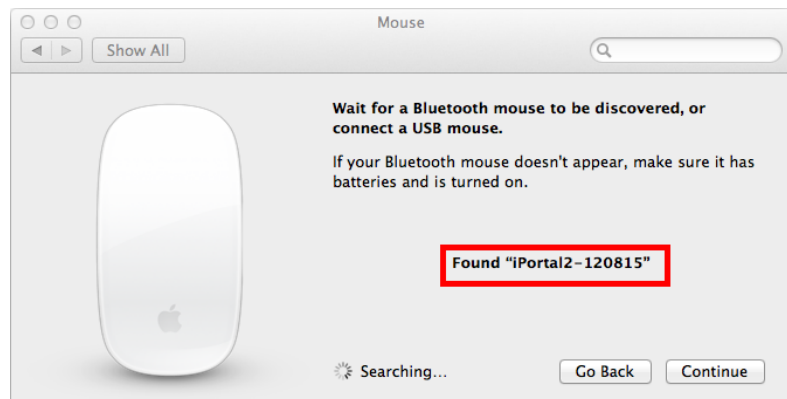 Mouse
Show All
Wait for a Bluetooth mouse to be discovered, or
connect a USB mouse.
If your Bluetooth mouse doesn't appear, make sure it has
batteries and is turned on.
Found “iPortal2-120815”
Searching...
Go Back
Continue